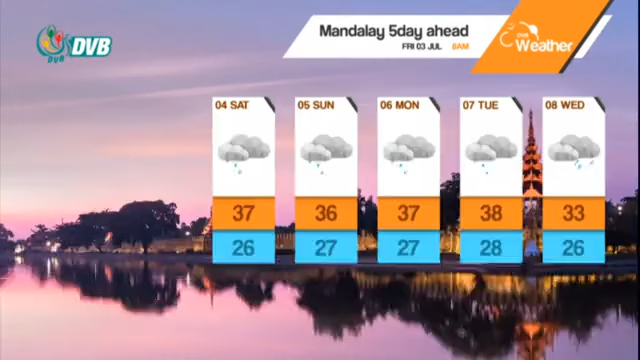 DVB
DVB
Mandalay 5day ahead
FRI 03 JUL 6AM
DVB
Weather
04 SAT 05 SUN 06 MON 07 TUE 08 WED
37 36 37 38 33
26 27 27 28 26